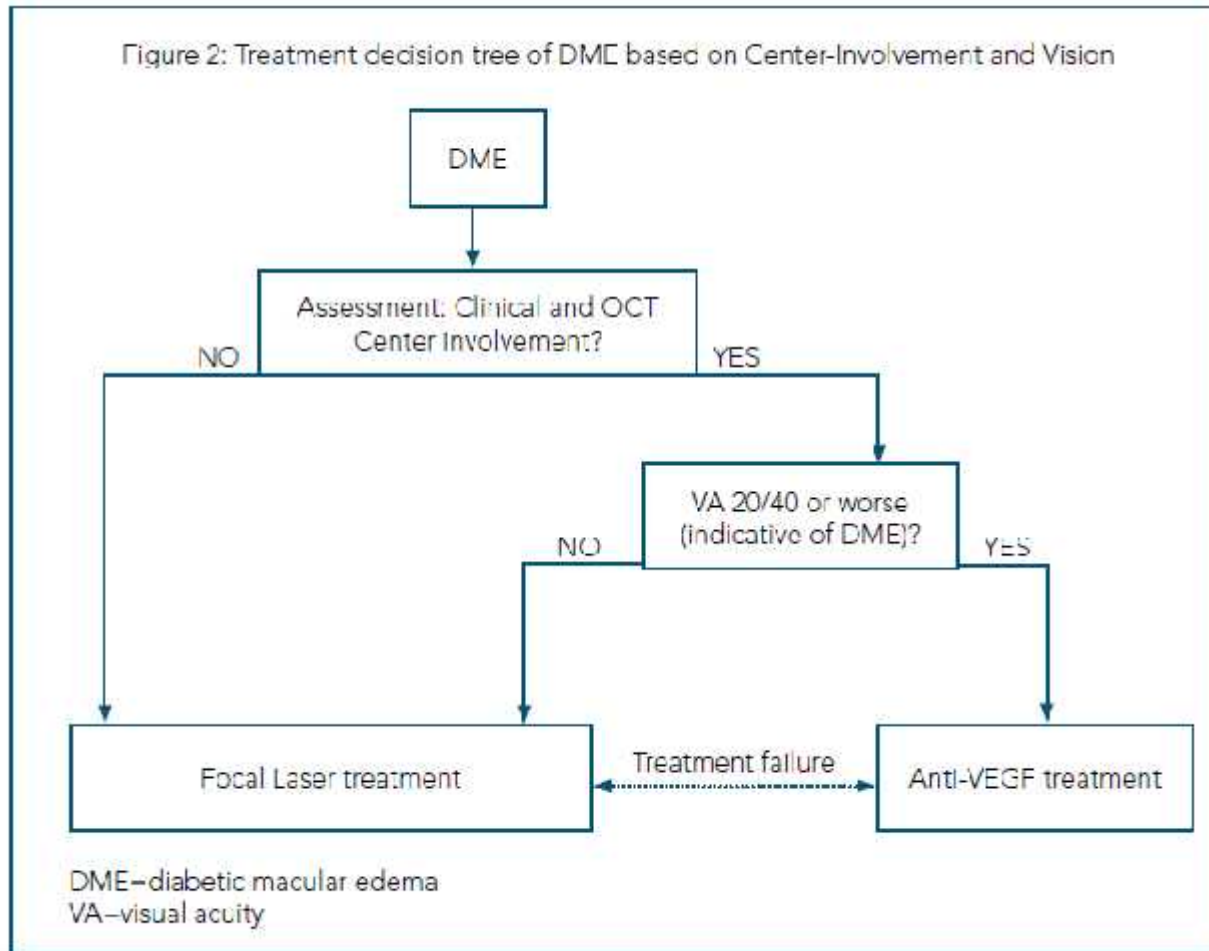 Figure 2: Treatment decision tree of DME based on Center-Involvement and Vision
DME
Assessment: Clinical and OCT
Center Involvement?
NO
YES
VA 20/40 or worse
(indicative of DME)?
NO
YES
Focal Laser treatment
Treatment failure
Anti-VEGF treatment
DME–diabetic macular edema
VA–visual acuity